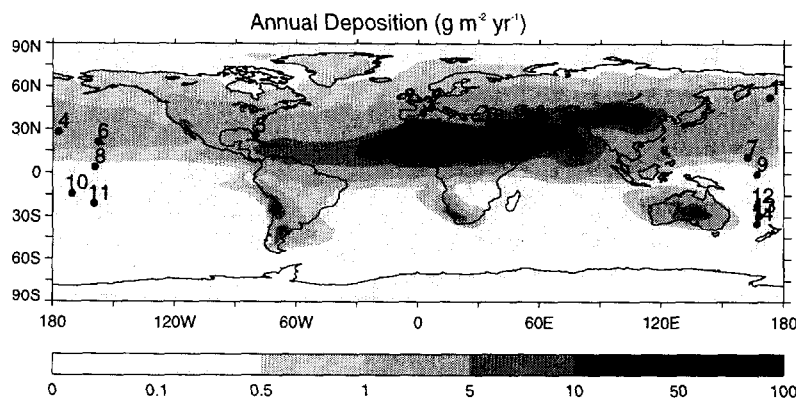 Annual Deposition (g m⁻² yr⁻¹)
90N
60N
30N
0
30S
60S
90S
1
4
6
7
8
9
10
11
12
180 120W 60W 0 60E 120E 180
0 0.1 0.5 1 5 10 50 100